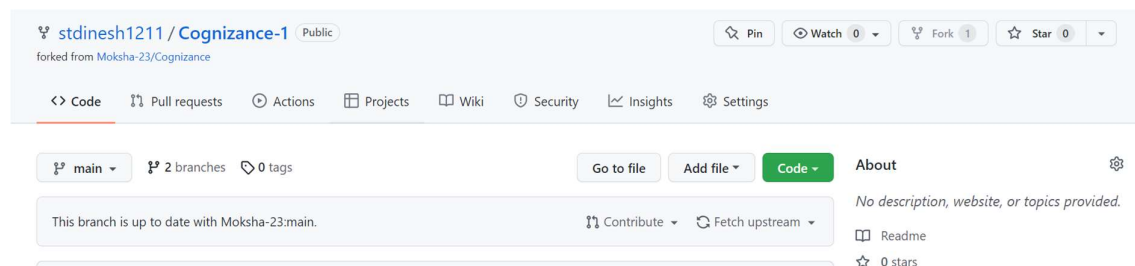 stdinesh1211 / Cognizance-1 Public
Pin Watch 0 Fork 1 Star 0
forked from Moksha-23/Cognizance
<> Code Pull requests Actions Projects Wiki Security Insights Settings
main 2 branches 0 tags Go to file Add file Code
About
No description, website, or topics provided.
This branch is up to date with Moksha-23:main. Contribute Fetch upstream
Readme
0 stars